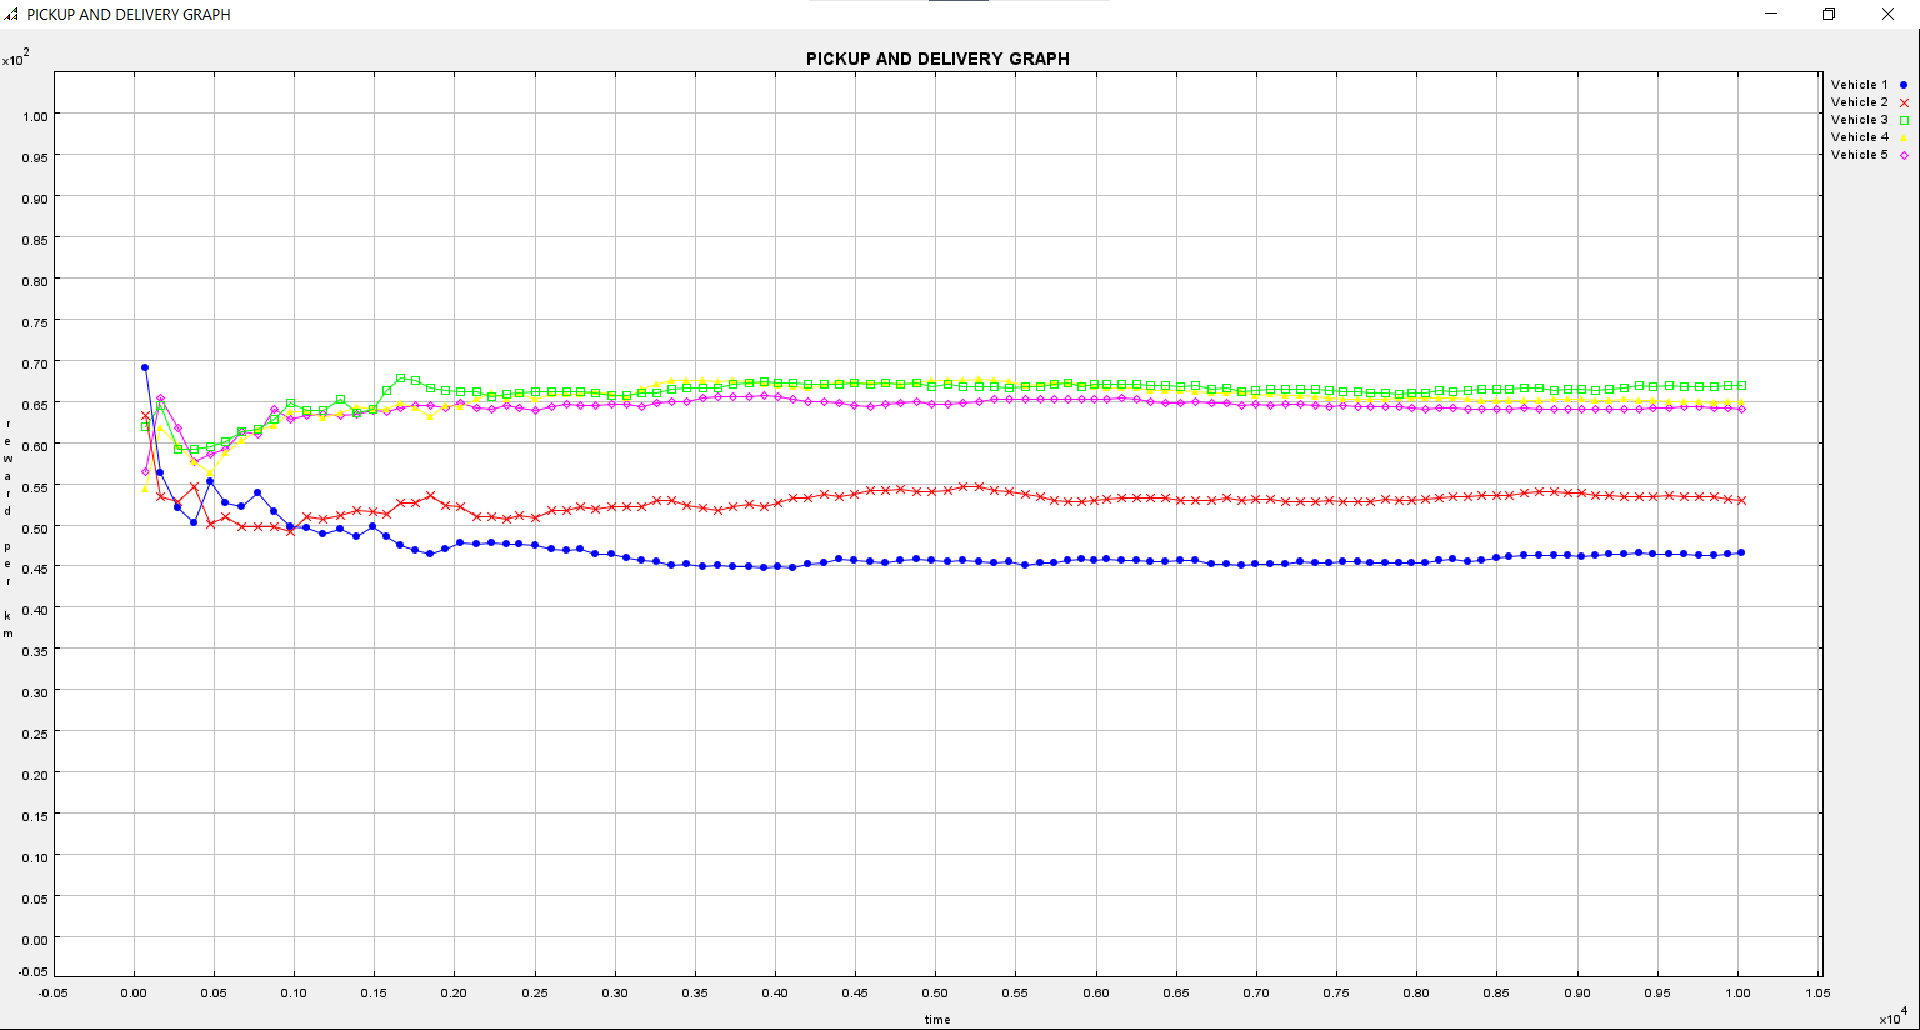 PICKUP AND DELIVERY GRAPH
PICKUP AND DELIVERY GRAPH
x10^2
Vehicle 1
Vehicle 2
Vehicle 3
Vehicle 4
Vehicle 5
1.00
0.95
0.90
0.85
0.80
0.75
0.70
0.65
0.60
0.55
0.50
0.45
0.40
0.35
0.30
0.25
0.20
0.15
0.10
0.05
0.00
-0.05
reward per km
-0.05 0.00 0.05 0.10 0.15 0.20 0.25 0.30 0.35 0.40 0.45 0.50 0.55 0.60 0.65 0.70 0.75 0.80 0.85 0.90 0.95 1.00 1.05
time
x10^4